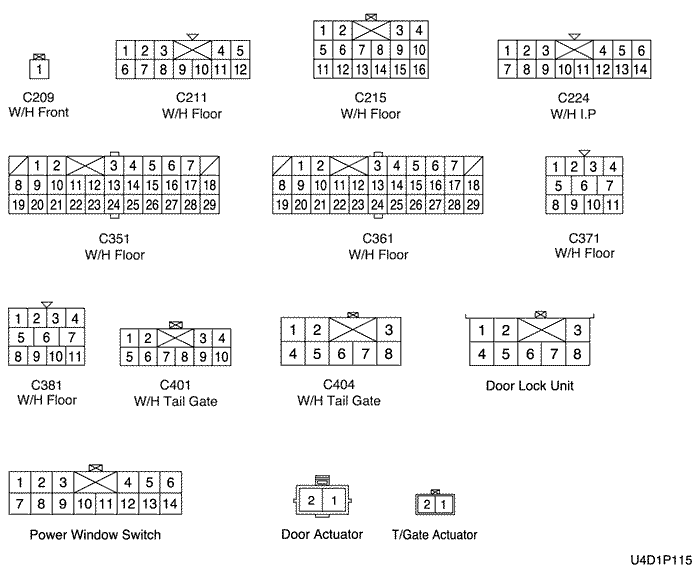 1
C209
W/H Front
1 2 3 4 5
6 7 8 9 10 11 12
C211
W/H Floor
1 2 3 4
5 6 7 8 9 10
11 12 13 14 15 16
C215
W/H Floor
1 2 3 4 5 6
7 8 9 10 11 12 13 14
C224
W/H I.P
1 2 3 4 5 6 7
8 9 10 11 12 13 14 15 16 17 18
19 20 21 22 23 24 25 26 27 28 29
C351
W/H Floor
1 2 3 4 5 6 7
8 9 10 11 12 13 14 15 16 17 18
19 20 21 22 23 24 25 26 27 28 29
C361
W/H Floor
1 2 3 4
5 6 7
8 9 10 11
C371
W/H Floor
1 2 3 4
5 6 7
8 9 10 11
C381
W/H Floor
1 2 3 4
5 6 7 8 9 10
C401
W/H Tail Gate
1 2 3
4 5 6 7 8
C404
W/H Tail Gate
1 2 3
4 5 6 7 8
Door Lock Unit
1 2 3 4 5 6
7 8 9 10 11 12 13 14
Power Window Switch
2 1
Door Actuator
2 1
T/Gate Actuator
U4D1P115